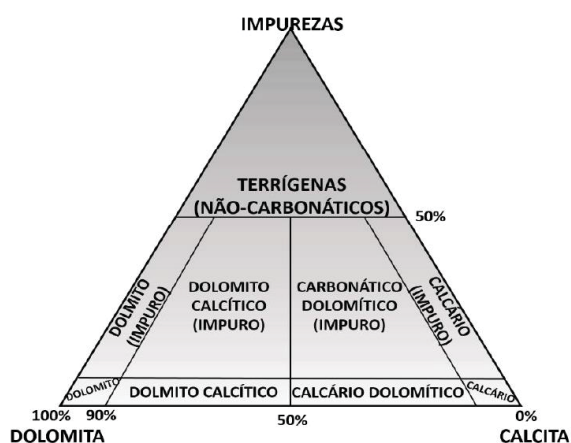 IMPUREZAS
TERRÍGENAS
(NÃO-CARBONÁTICOS)
50%
DOLMITO
(IMPURO)
DOLOMITO
CALCÍTICO
(IMPURO)
CARBONÁTICO
DOLOMÍTICO
(IMPURO)
CALCÁRIO
(IMPURO)
DOLOMITO
DOLMITO CALCÍTICO
CALCÁRIO DOLOMÍTICO
CALCÁRIO
100%
90%
50%
0%
DOLOMITA
CALCITA